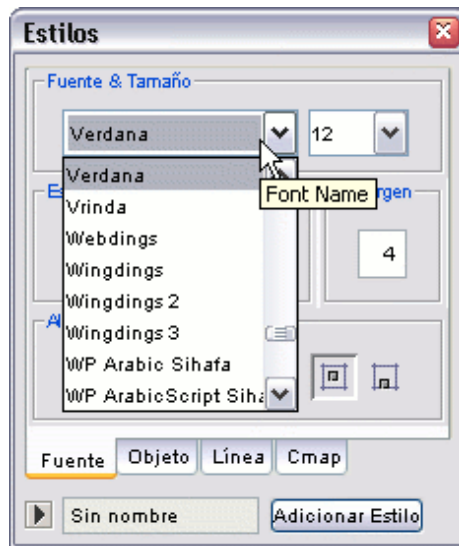 Estilos
Fuente & Tamaño
Verdana
12
Verdana
Font Name
rgen
Vrinda
Webdings
4
Wingdings
Wingdings 2
Wingdings 3
WP Arabic Sihafa
WP ArabicScript Siha
Fuente Objeto Línea Cmap
Sin nombre
Adicionar Estilo